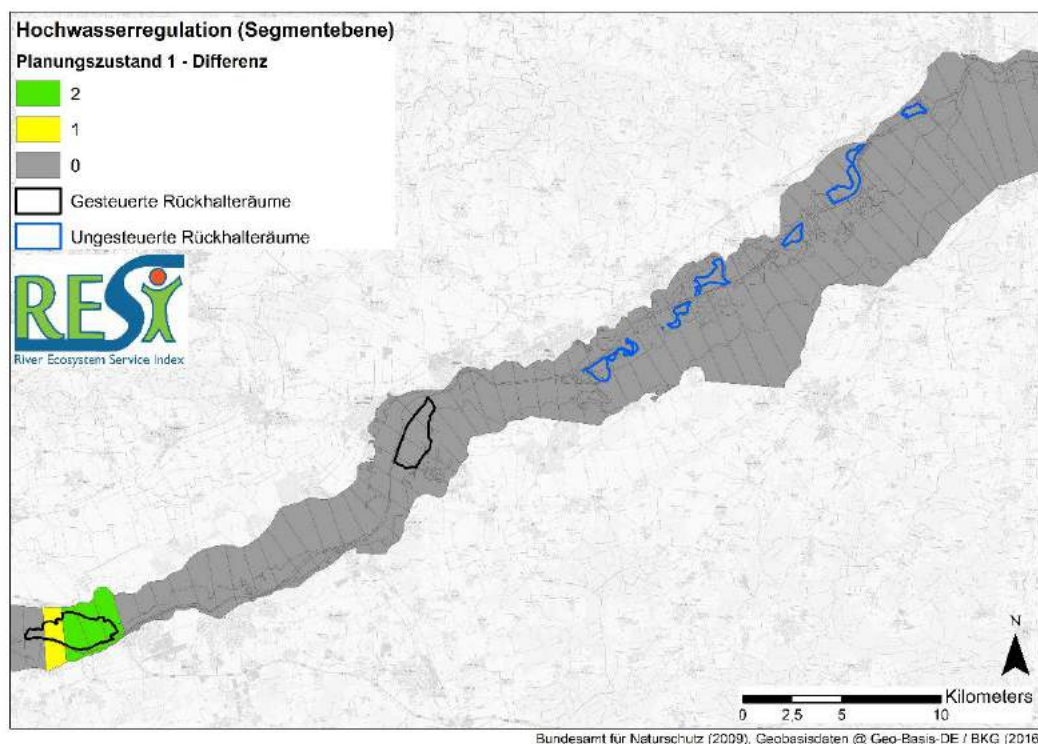 Hochwasserregulation (Segmentebene)
Planungszustand 1 - Differenz
2
1
0
Gesteuerte Rückhalteräume
Ungesteuerte Rückhalteräume
RESI
River Ecosystem Service Index
N
Kilometers
0 2,5 5 10
Bundesamt für Naturschutz (2009), Geobasisdaten @ Geo-Basis-DE / BKG (2016